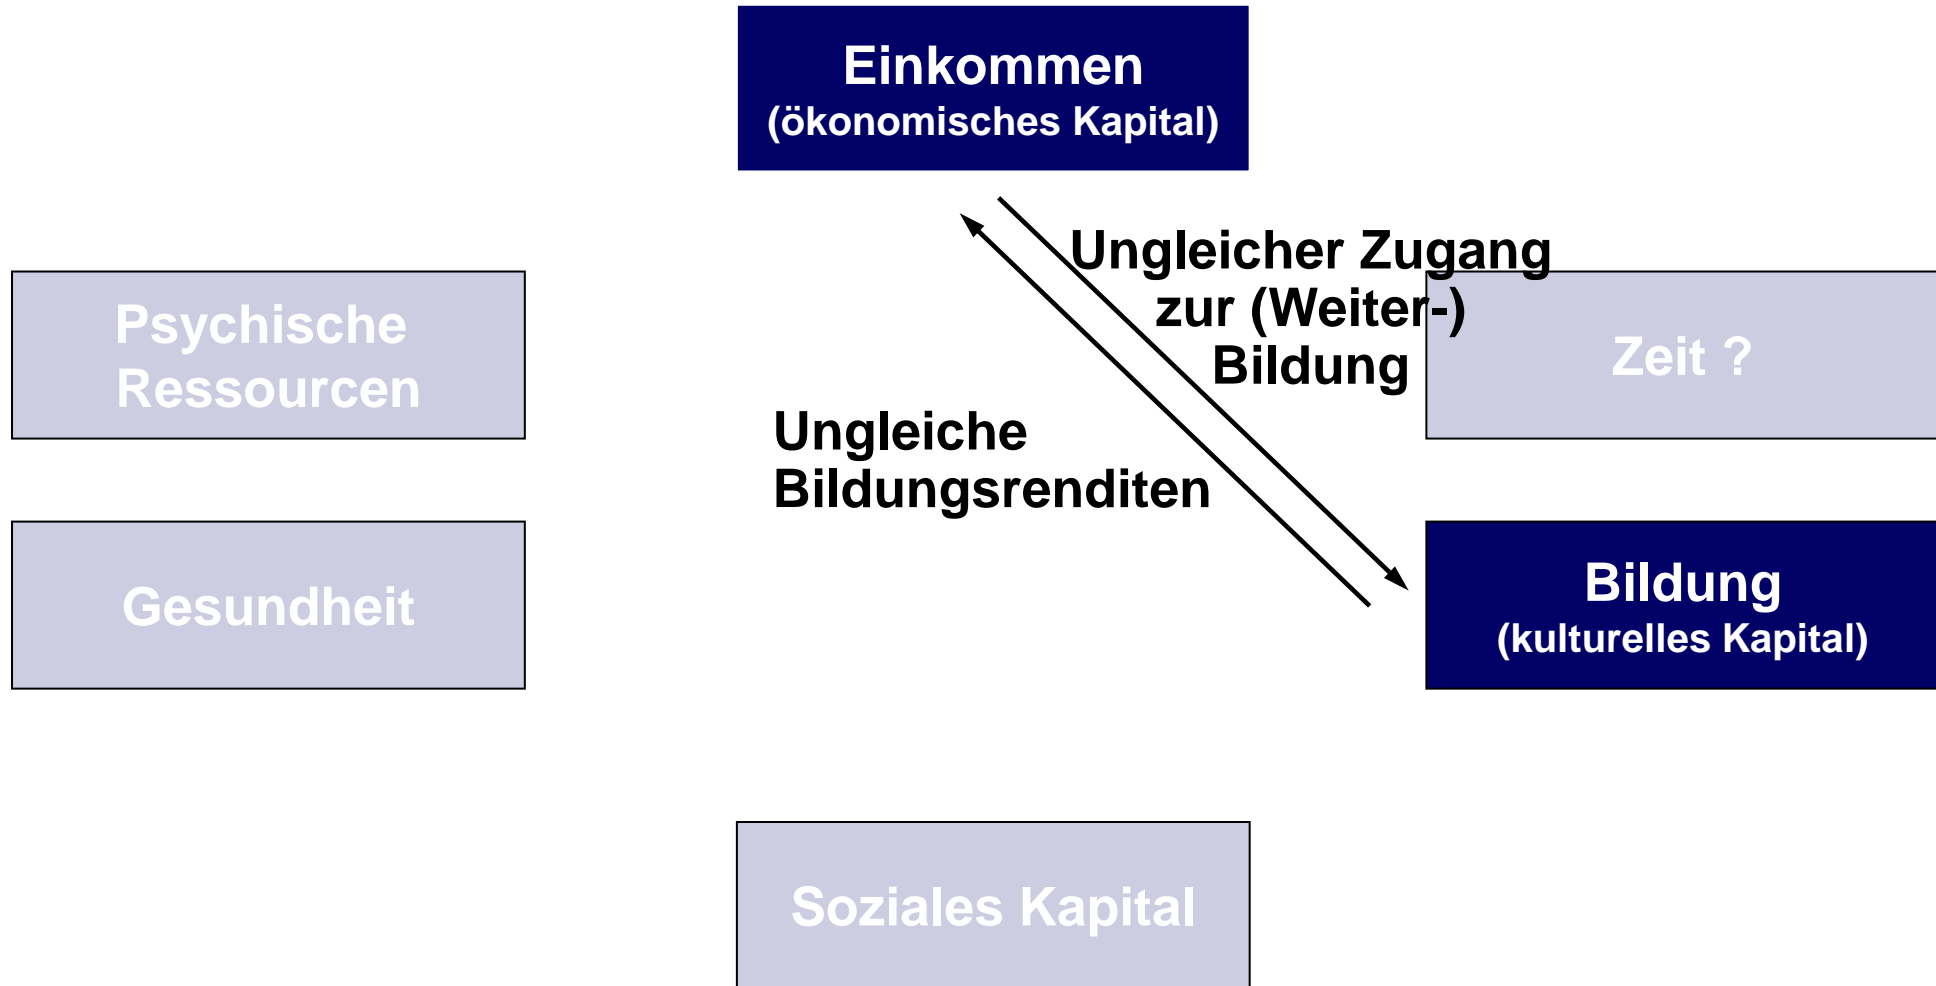 Einkommen
(ökonomisches Kapital)
Ungleicher Zugang
zur (Weiter-)
Bildung
Psychische
Ressourcen
Zeit ?
Ungleiche
Bildungsrenditen
Gesundheit
Bildung
(kulturelles Kapital)
Soziales Kapital